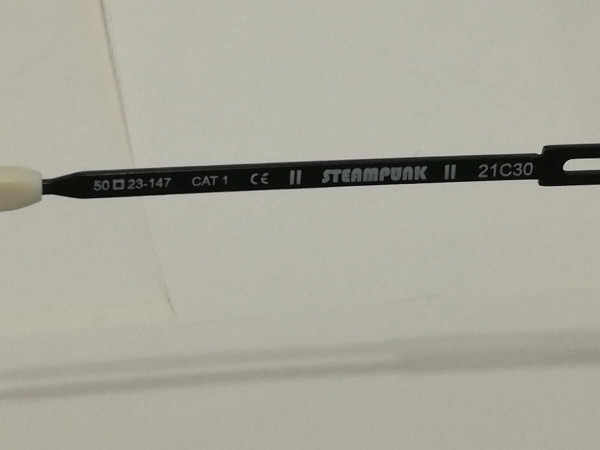 50□23-147 CAT 1 CE II STEAMPUNK II 21C30